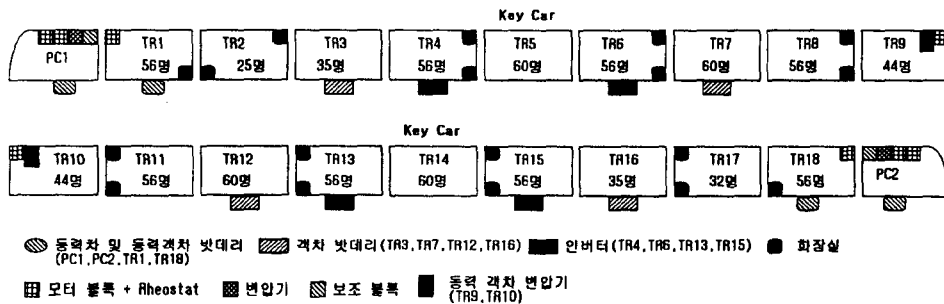 Key Car
PC1 TR1 TR2 TR3 TR4 TR5 TR6 TR7 TR8 TR9
56명 25명 35명 56명 60명 56명 60명 56명 44명
Key Car
TR10 TR11 TR12 TR13 TR14 TR15 TR16 TR17 TR18 PC2
44명 56명 60명 56명 60명 56명 35명 32명 56명
동력차 및 동력객차 밧데리 객차 밧데리(TR3,TR7,TR12,TR16) 인버터(TR4,TR6,TR13,TR15) 화장실
(PC1,PC2,TR1,TR18)
모터 블록 + Rheostat 변압기 보조 블록 동력 객차 변압기
(TR9,TR10)